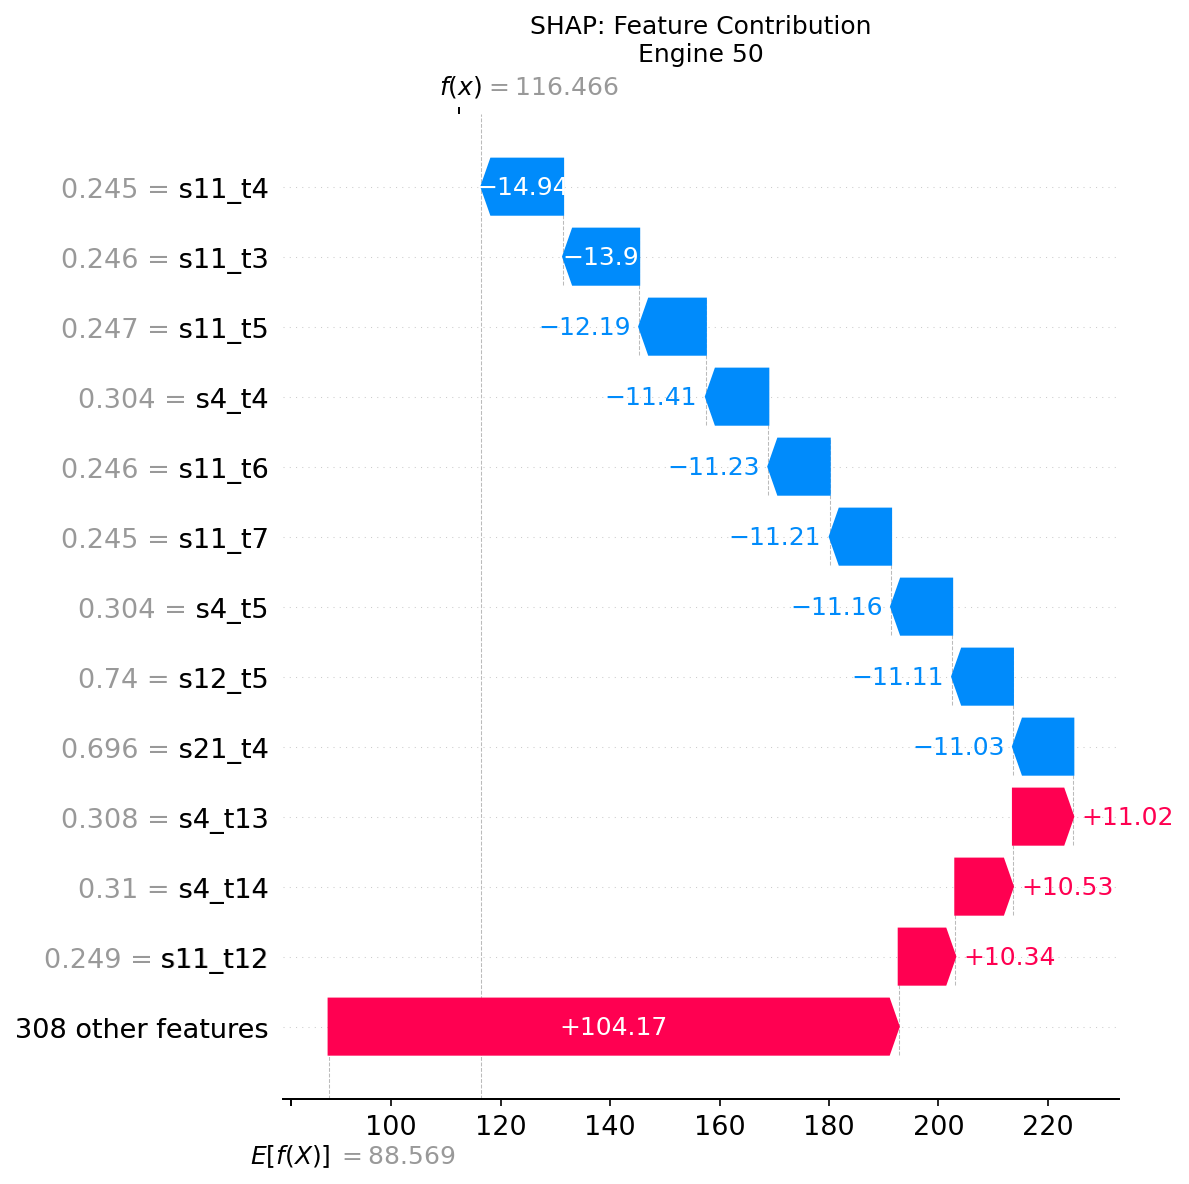 SHAP: Feature Contribution
Engine 50
f(x) = 116.466
0.245 = s11_t4 −14.94
0.246 = s11_t3 −13.9
0.247 = s11_t5 −12.19
0.304 = s4_t4 −11.41
0.246 = s11_t6 −11.23
0.245 = s11_t7 −11.21
0.304 = s4_t5 −11.16
0.74 = s12_t5 −11.11
0.696 = s21_t4 −11.03
0.308 = s4_t13 +11.02
0.31 = s4_t14 +10.53
0.249 = s11_t12 +10.34
308 other features +104.17
100 120 140 160 180 200 220
E[f(X)] = 88.569